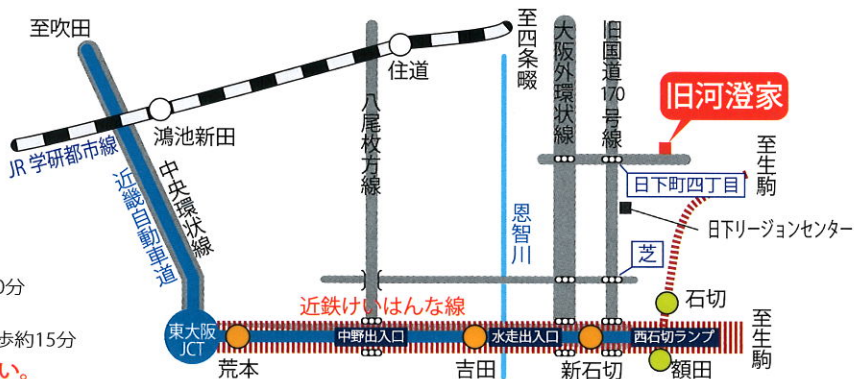 至吹田
至四条畷
大阪外環状線
旧国道170号線
住道
旧河澄家
鴻池新田
八尾枚方線
JR学研都市線
近畿自動車道
中央環状線
至生駒
日下町四丁目
恩智川
日下リージョンセンター
芝
0分
近鉄けいはんな線
石切
歩約15分
東大阪
JCT
中野出入口
水走出入口
西石切ランプ
至生駒
い。
荒本
吉田
新石切
額田